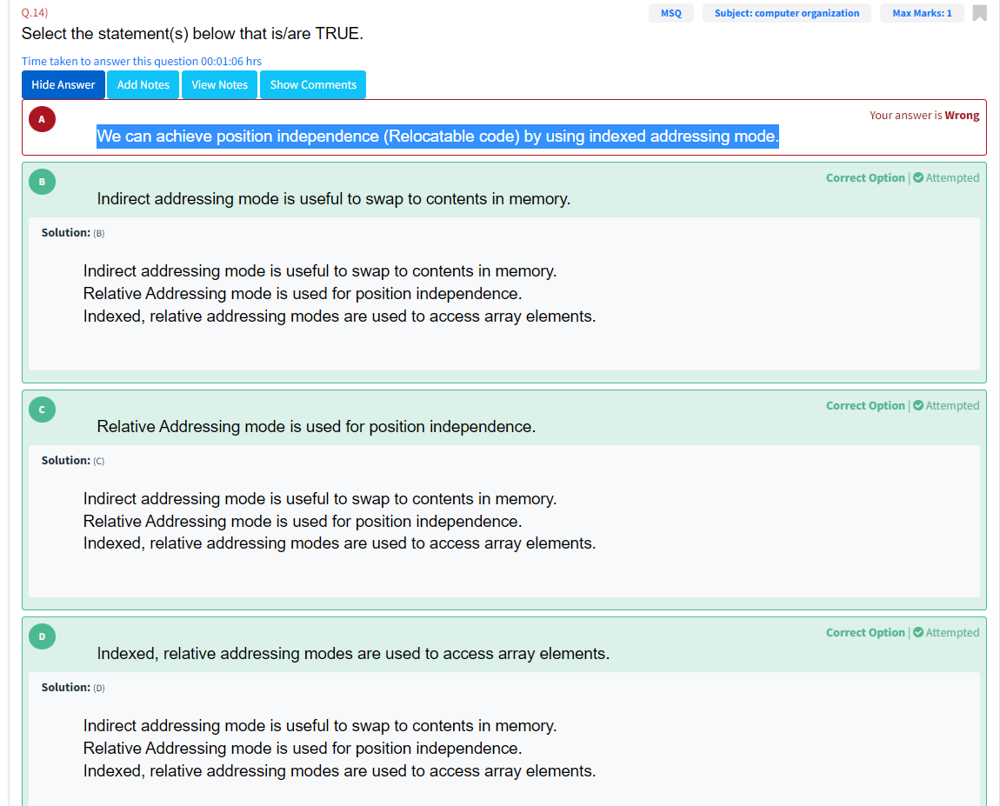 Q.14)
MSQ
Subject: computer organization
Max Marks: 1
Select the statement(s) below that is/are TRUE.
Time taken to answer this question 00:01:06 hrs
Hide Answer
Add Notes
View Notes
Show Comments
A
Your answer is Wrong
We can achieve position independence (Relocatable code) by using indexed addressing mode.
B
Correct Option | Attempted
Indirect addressing mode is useful to swap to contents in memory.
Solution: (B)
Indirect addressing mode is useful to swap to contents in memory.
Relative Addressing mode is used for position independence.
Indexed, relative addressing modes are used to access array elements.
C
Correct Option | Attempted
Relative Addressing mode is used for position independence.
Solution: (C)
Indirect addressing mode is useful to swap to contents in memory.
Relative Addressing mode is used for position independence.
Indexed, relative addressing modes are used to access array elements.
D
Correct Option | Attempted
Indexed, relative addressing modes are used to access array elements.
Solution: (D)
Indirect addressing mode is useful to swap to contents in memory.
Relative Addressing mode is used for position independence.
Indexed, relative addressing modes are used to access array elements.